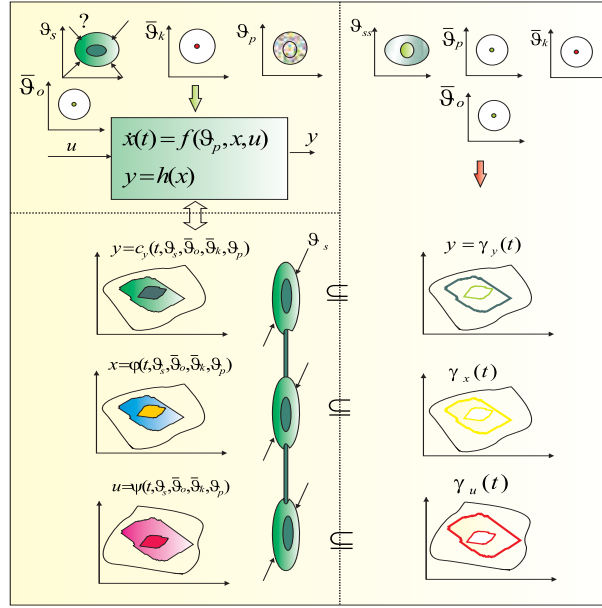 ϑ_s ? ϑ̄_k ϑ_p
ϑ̄_o
u
ẋ(t) = f(ϑ_p, x, u)
y = h(x)
y
y=c_y(t,ϑ_s,ϑ̄_o,ϑ̄_k,ϑ_p)
ϑ_s
⊆
x=φ(t,ϑ_s,ϑ̄_o,ϑ̄_k,ϑ_p)
⊆
u=ψ(t,ϑ_s,ϑ̄_o,ϑ̄_k,ϑ_p)
⊆
ϑ_ss ϑ̄_p ϑ̄_k
ϑ̄_o
y = γ_y(t)
γ_x(t)
γ_u(t)